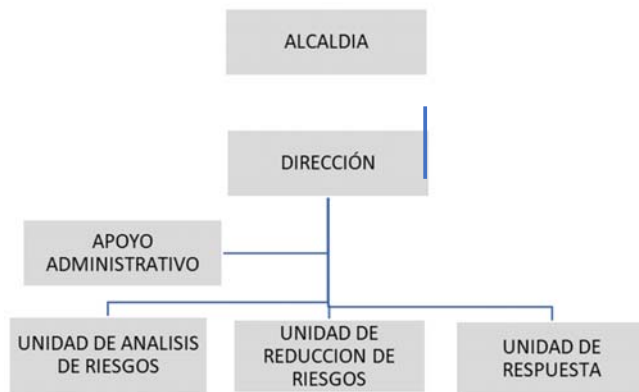 ALCALDIA
DIRECCIÓN
APOYO
ADMINISTRATIVO
UNIDAD DE ANALISIS
DE RIESGOS
UNIDAD DE
REDUCCION DE
RIESGOS
UNIDAD DE
RESPUESTA